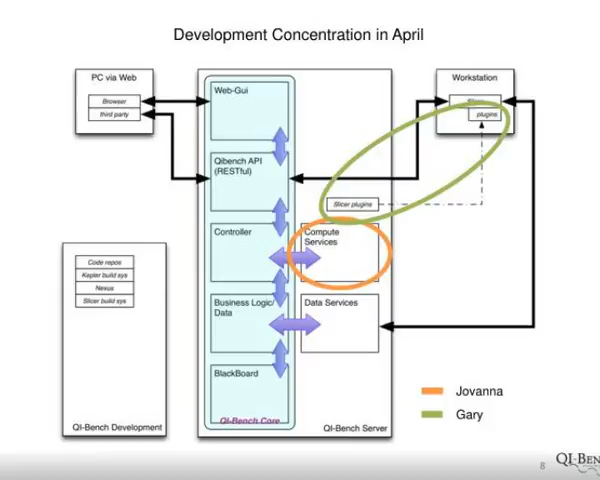 Development Concentration in April
PC via Web
Browser
third party
Web-Gui
Qibench API
(RESTful)
Controller
Business Logic/
Data
BlackBoard
QI-Bench Core
Slicer plugins
Compute
Services
Data Services
QI-Bench Server
Workstation
plugins
Code repos
Kepler build sys
Nexus
Slicer build sys
QI-Bench Development
Jovanna
Gary
8